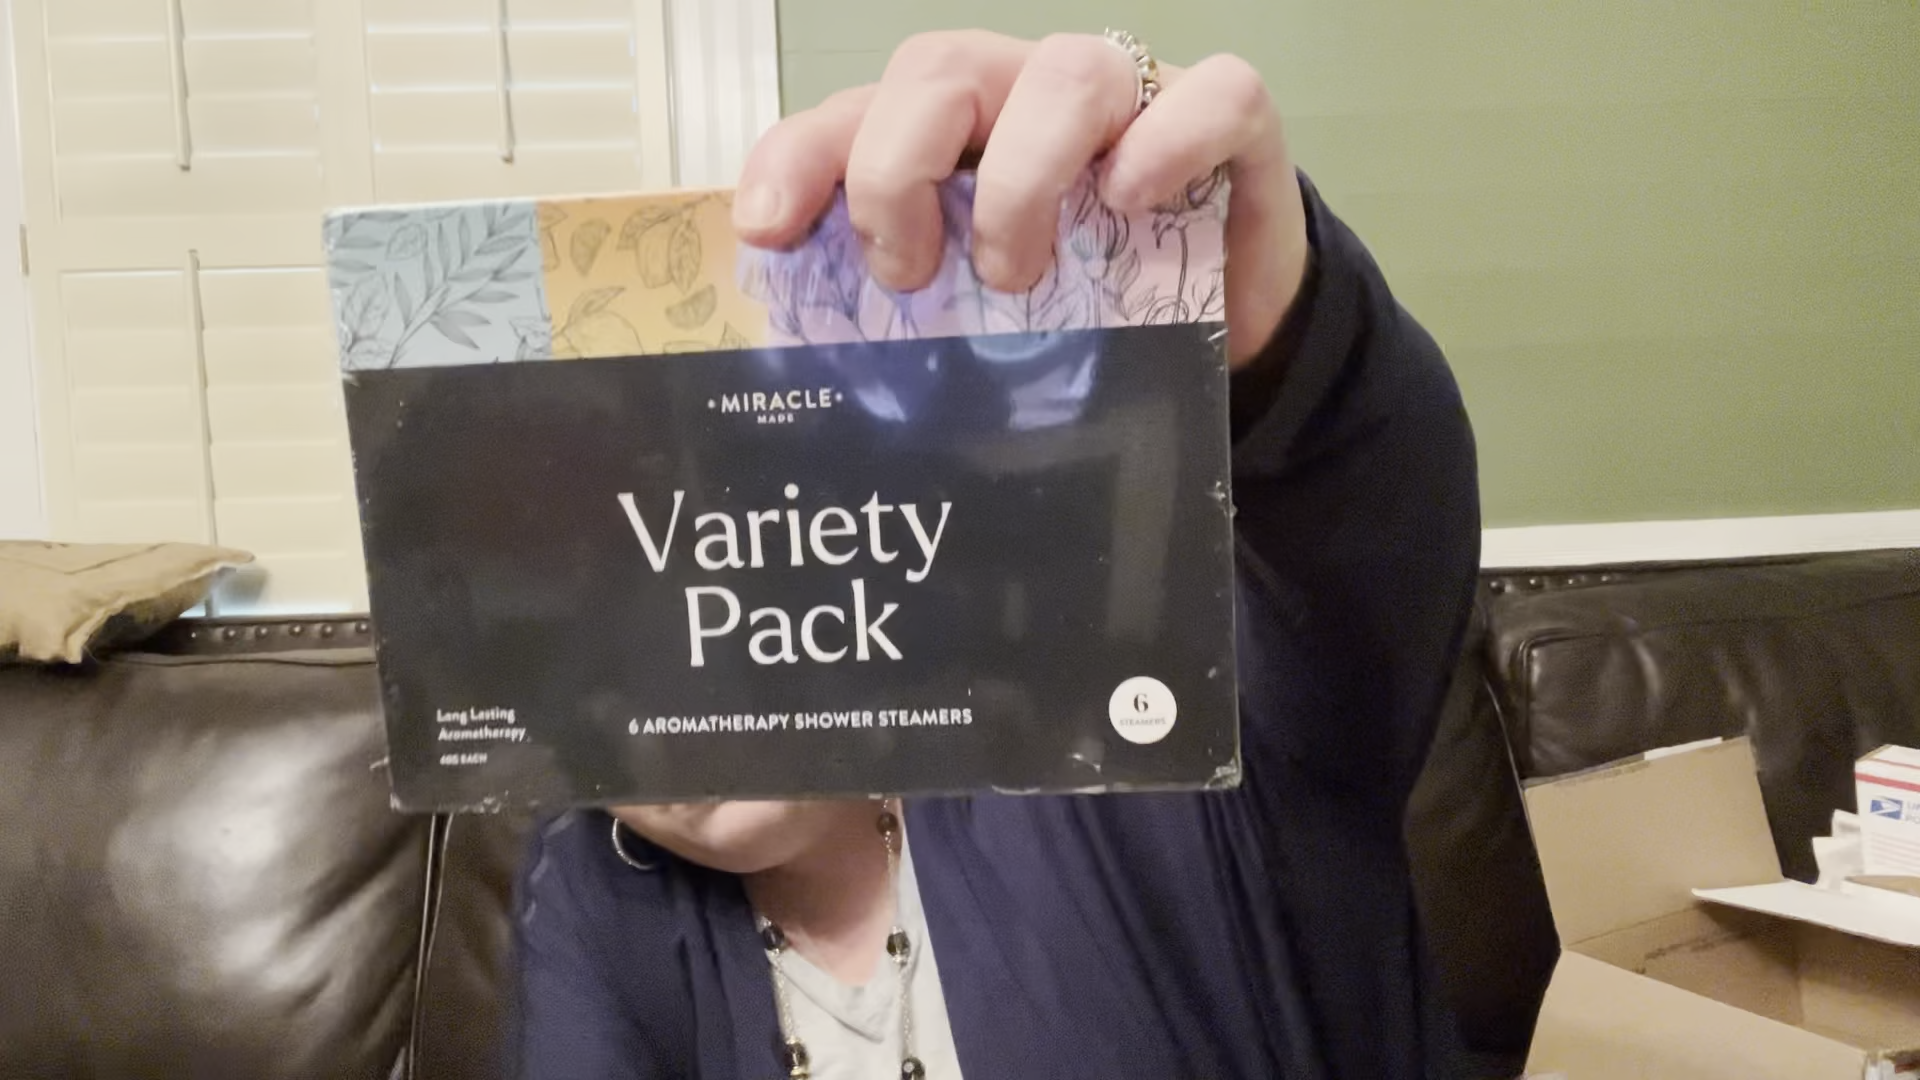 •MIRACLE•
MADE
Variety
Pack
Long Lasting
Aromatherapy
6 AROMATHERAPY SHOWER STEAMERS
6
STEAMERS